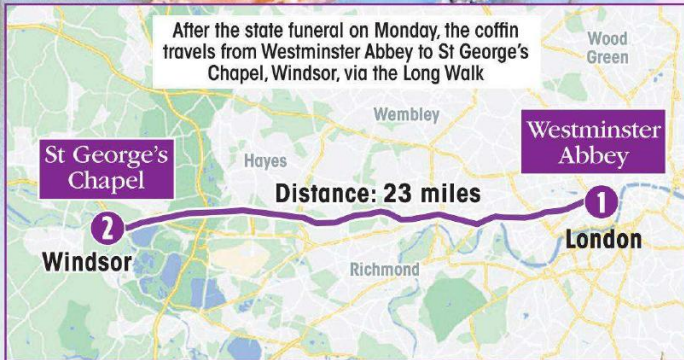 After the state funeral on Monday, the coffin
travels from Westminster Abbey to St George's
Chapel, Windsor, via the Long Walk
Wood
Green
Wembley
Westminster
Abbey
St George's
Chapel
Hayes
Distance: 23 miles
1
2
London
Windsor
Richmond